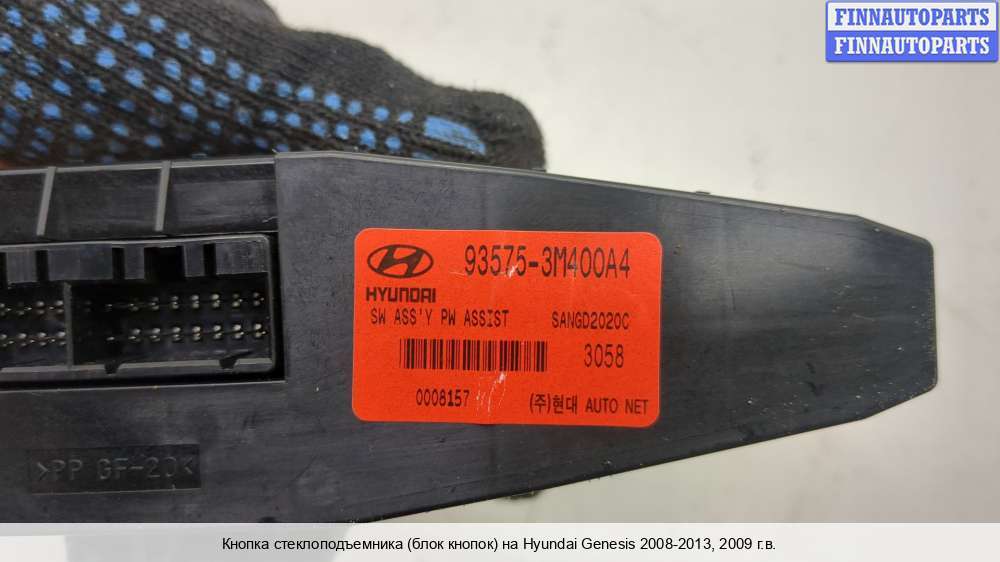 FINNAUTOPARTS
FINNAUTOPARTS
93575-3M400A4
HYUNDAI
SW ASS'Y PW ASSIST SANGD2020C
3058
0008157 (주)현대 AUTO NET
>PP GF-20<
Кнопка стеклоподъемника (блок кнопок) на Hyundai Genesis 2008-2013, 2009 г.в.